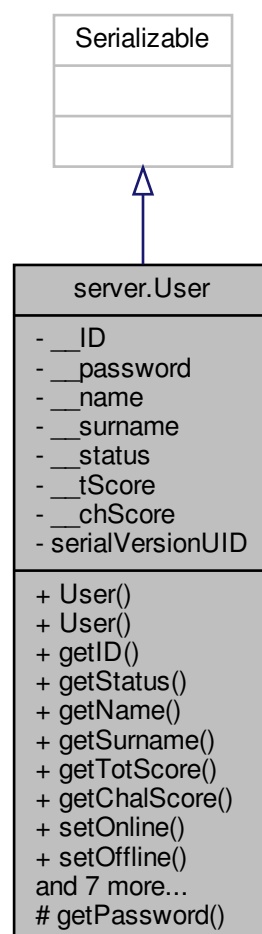 Serializable
server.User
- __ID
- __password
- __name
- __surname
- __status
- __tScore
- __chScore
- serialVersionUID
+ User()
+ User()
+ getID()
+ getStatus()
+ getName()
+ getSurname()
+ getTotScore()
+ getChalScore()
+ setOnline()
+ setOffline()
and 7 more...
# getPassword()